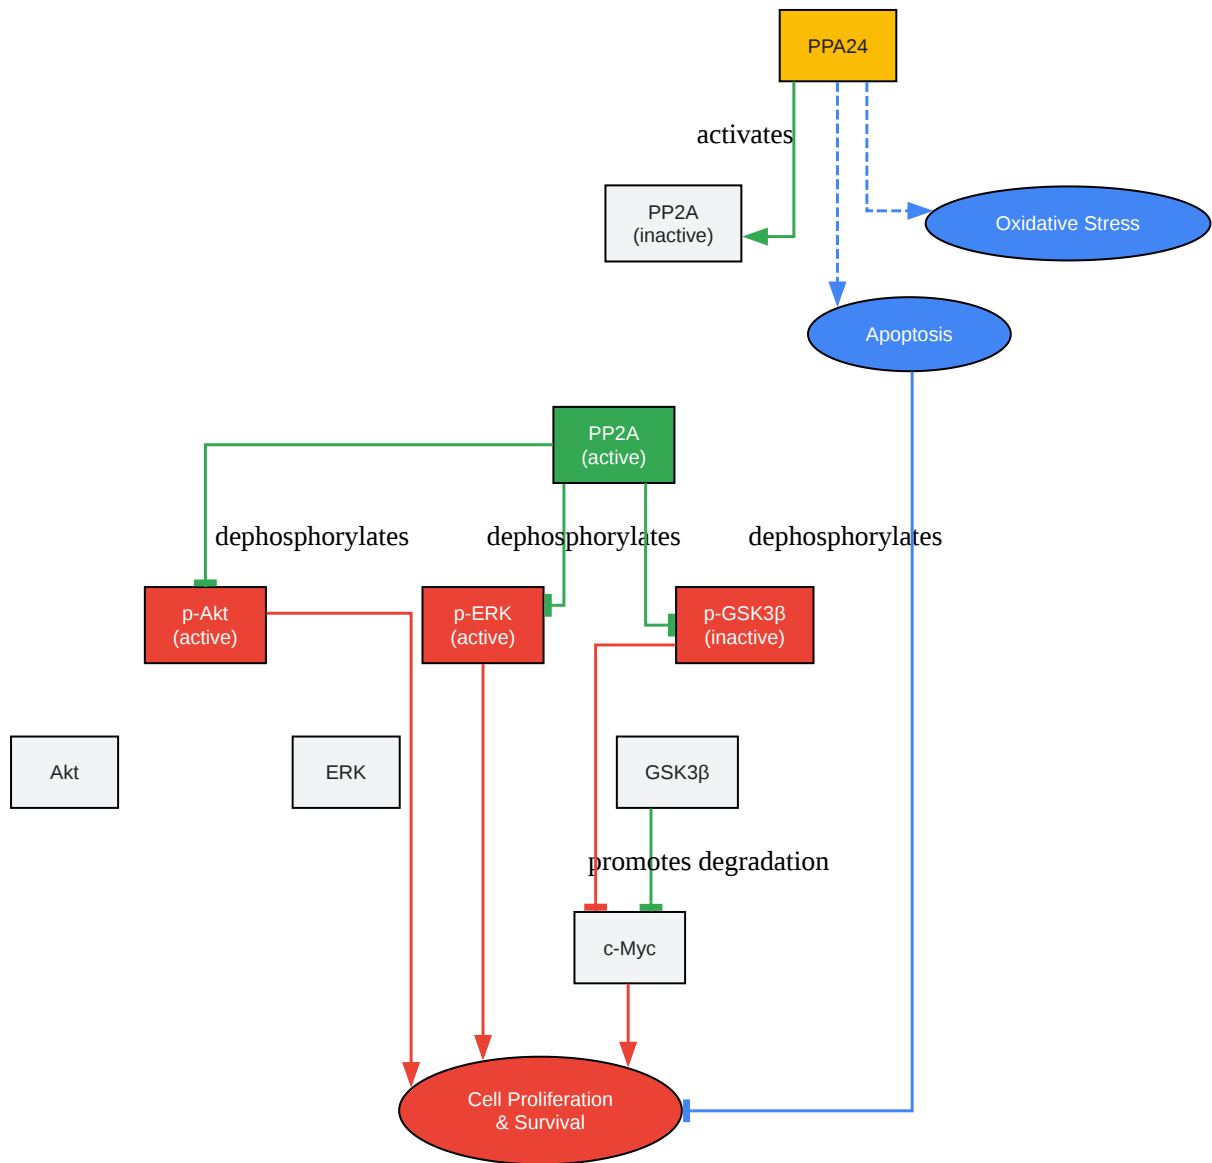 PPA24
activates
PP2A
(inactive)
Oxidative Stress
Apoptosis
PP2A
(active)
dephosphorylates
dephosphorylates
dephosphorylates
p-Akt
(active)
p-ERK
(active)
p-GSK3β
(inactive)
Akt
ERK
GSK3β
promotes degradation
c-Myc
Cell Proliferation
& Survival